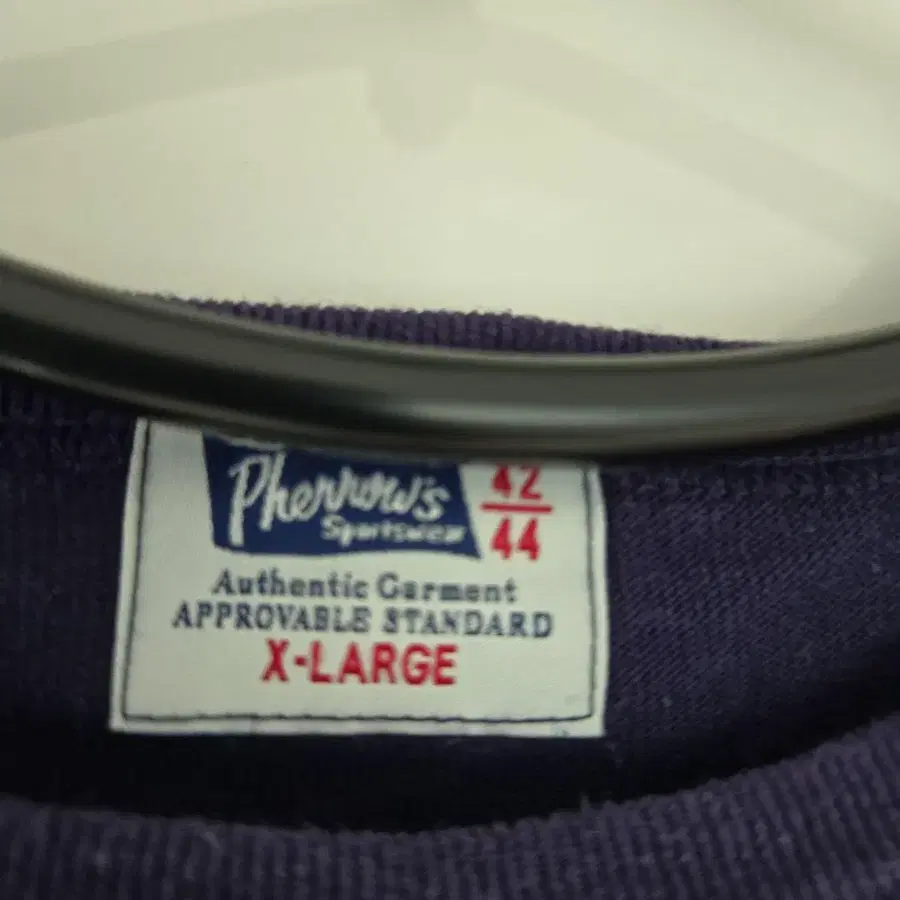 Pherrow's
Sportswear
42
44
Authentic Garment
APPROVABLE STANDARD
X-LARGE